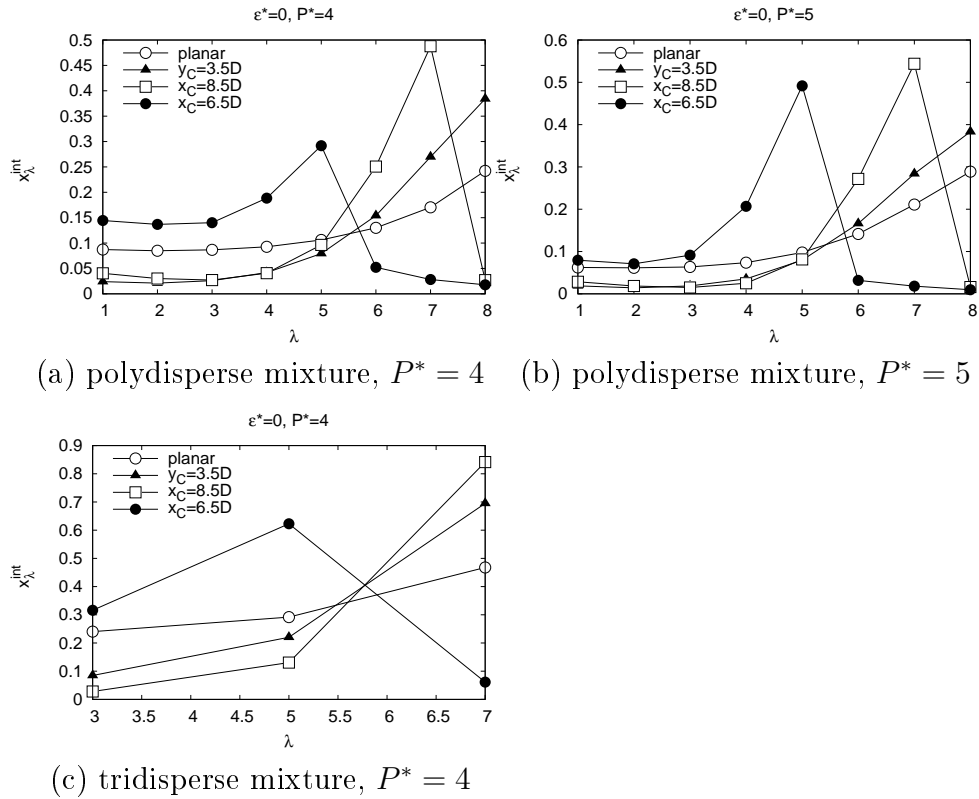 ε*=0, P*=4
0.5
0.45
0.4
0.35
0.3
0.25
0.2
0.15
0.1
0.05
0
x_λ^int
planar
y_C=3.5D
x_C=8.5D
x_C=6.5D
1 2 3 4 5 6 7 8
λ
(a) polydisperse mixture, P* = 4
ε*=0, P*=5
0.6
0.5
0.4
0.3
0.2
0.1
0
x_λ^int
planar
y_C=3.5D
x_C=8.5D
x_C=6.5D
1 2 3 4 5 6 7 8
λ
(b) polydisperse mixture, P* = 5
ε*=0, P*=4
0.9
0.8
0.7
0.6
0.5
0.4
0.3
0.2
0.1
0
x_λ^int
planar
y_C=3.5D
x_C=8.5D
x_C=6.5D
3 3.5 4 4.5 5 5.5 6 6.5 7
λ
(c) tridisperse mixture, P* = 4